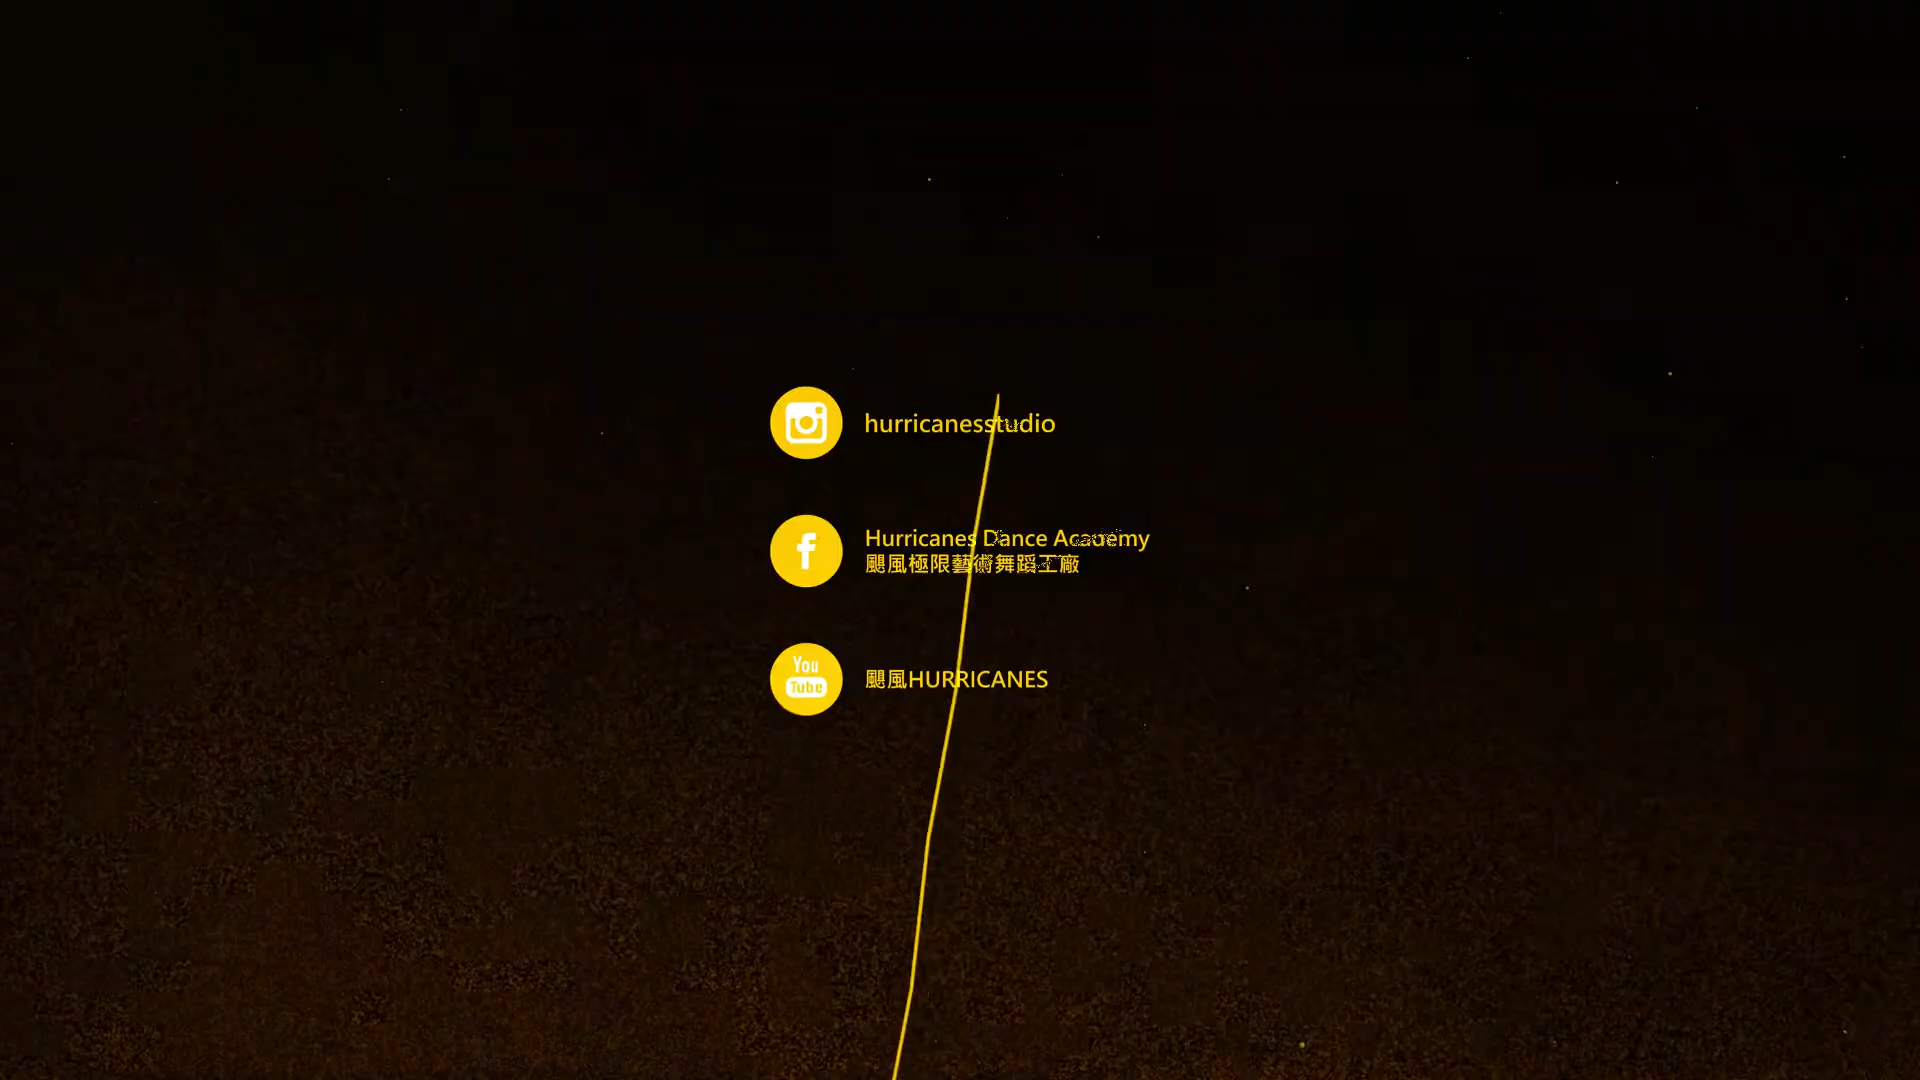 hurricanesstudio
Hurricanes Dance Academy
颶風極限藝術舞蹈工廠
You
Tube
颶風HURRICANES